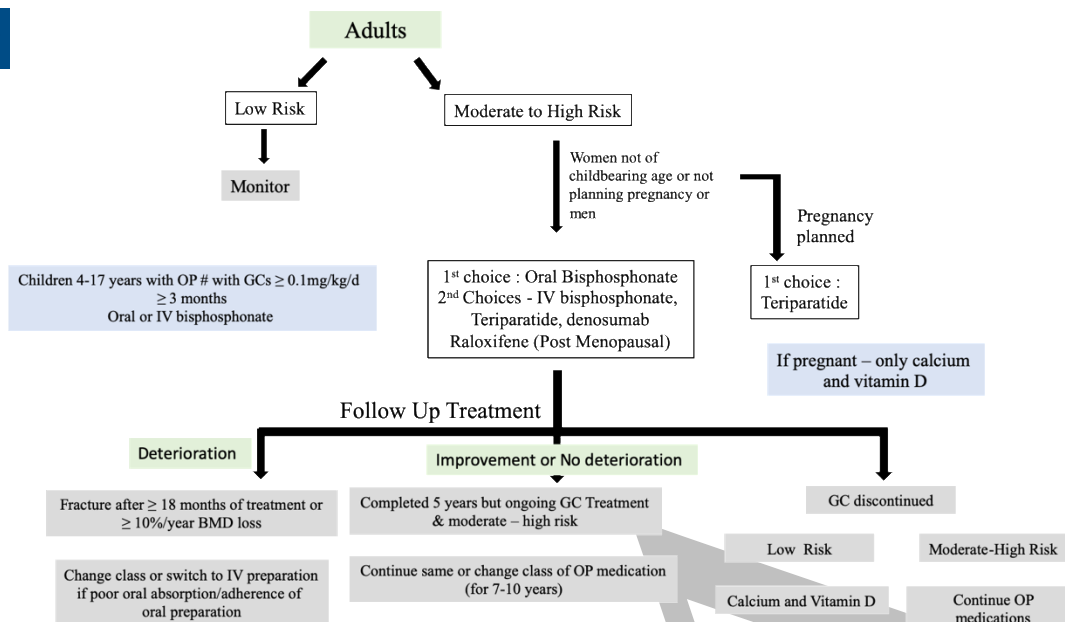 Adults
Low Risk
Moderate to High Risk
Monitor
Women not of
childbearing age or not
planning pregnancy or
men
Pregnancy
planned
Children 4-17 years with OP # with GCs ≥ 0.1mg/kg/d
≥ 3 months
Oral or IV bisphosphonate
1st choice : Oral Bisphosphonate
2nd Choices - IV bisphosphonate,
Teriparatide, denosumab
Raloxifene (Post Menopausal)
1st choice :
Teriparatide
If pregnant – only calcium
and vitamin D
Follow Up Treatment
Deterioration
Improvement or No deterioration
Fracture after ≥ 18 months of treatment or
≥ 10%/year BMD loss
Completed 5 years but ongoing GC Treatment
& moderate – high risk
GC discontinued
Low Risk
Moderate-High Risk
Change class or switch to IV preparation
if poor oral absorption/adherence of
oral preparation
Continue same or change class of OP medication
(for 7-10 years)
Calcium and Vitamin D
Continue OP
medications